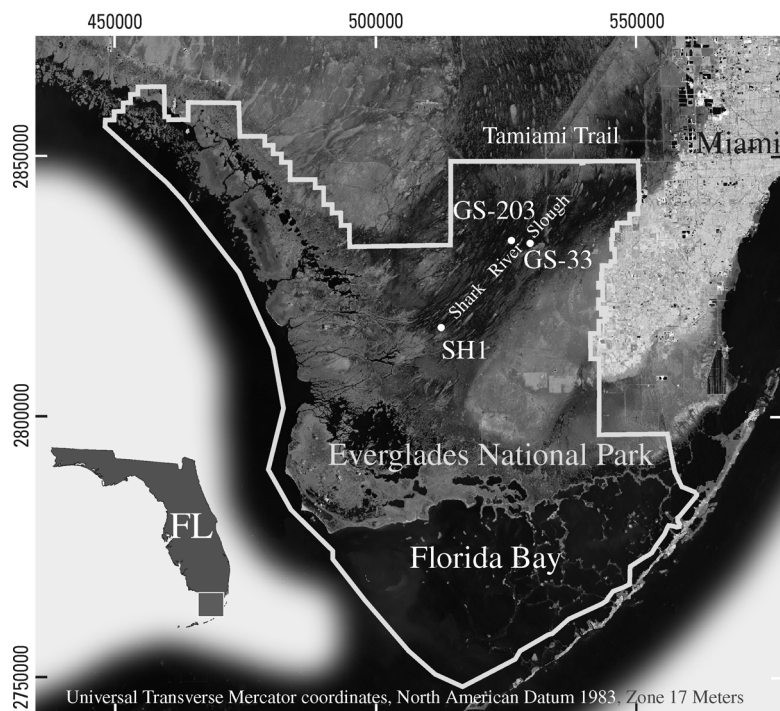 450000
500000
550000
2850000
2800000
2750000
Tamiami Trail
Miami
GS-203
Shark River Slough
GS-33
SH1
Everglades National Park
FL
Florida Bay
Universal Transverse Mercator coordinates, North American Datum 1983, Zone 17 Meters